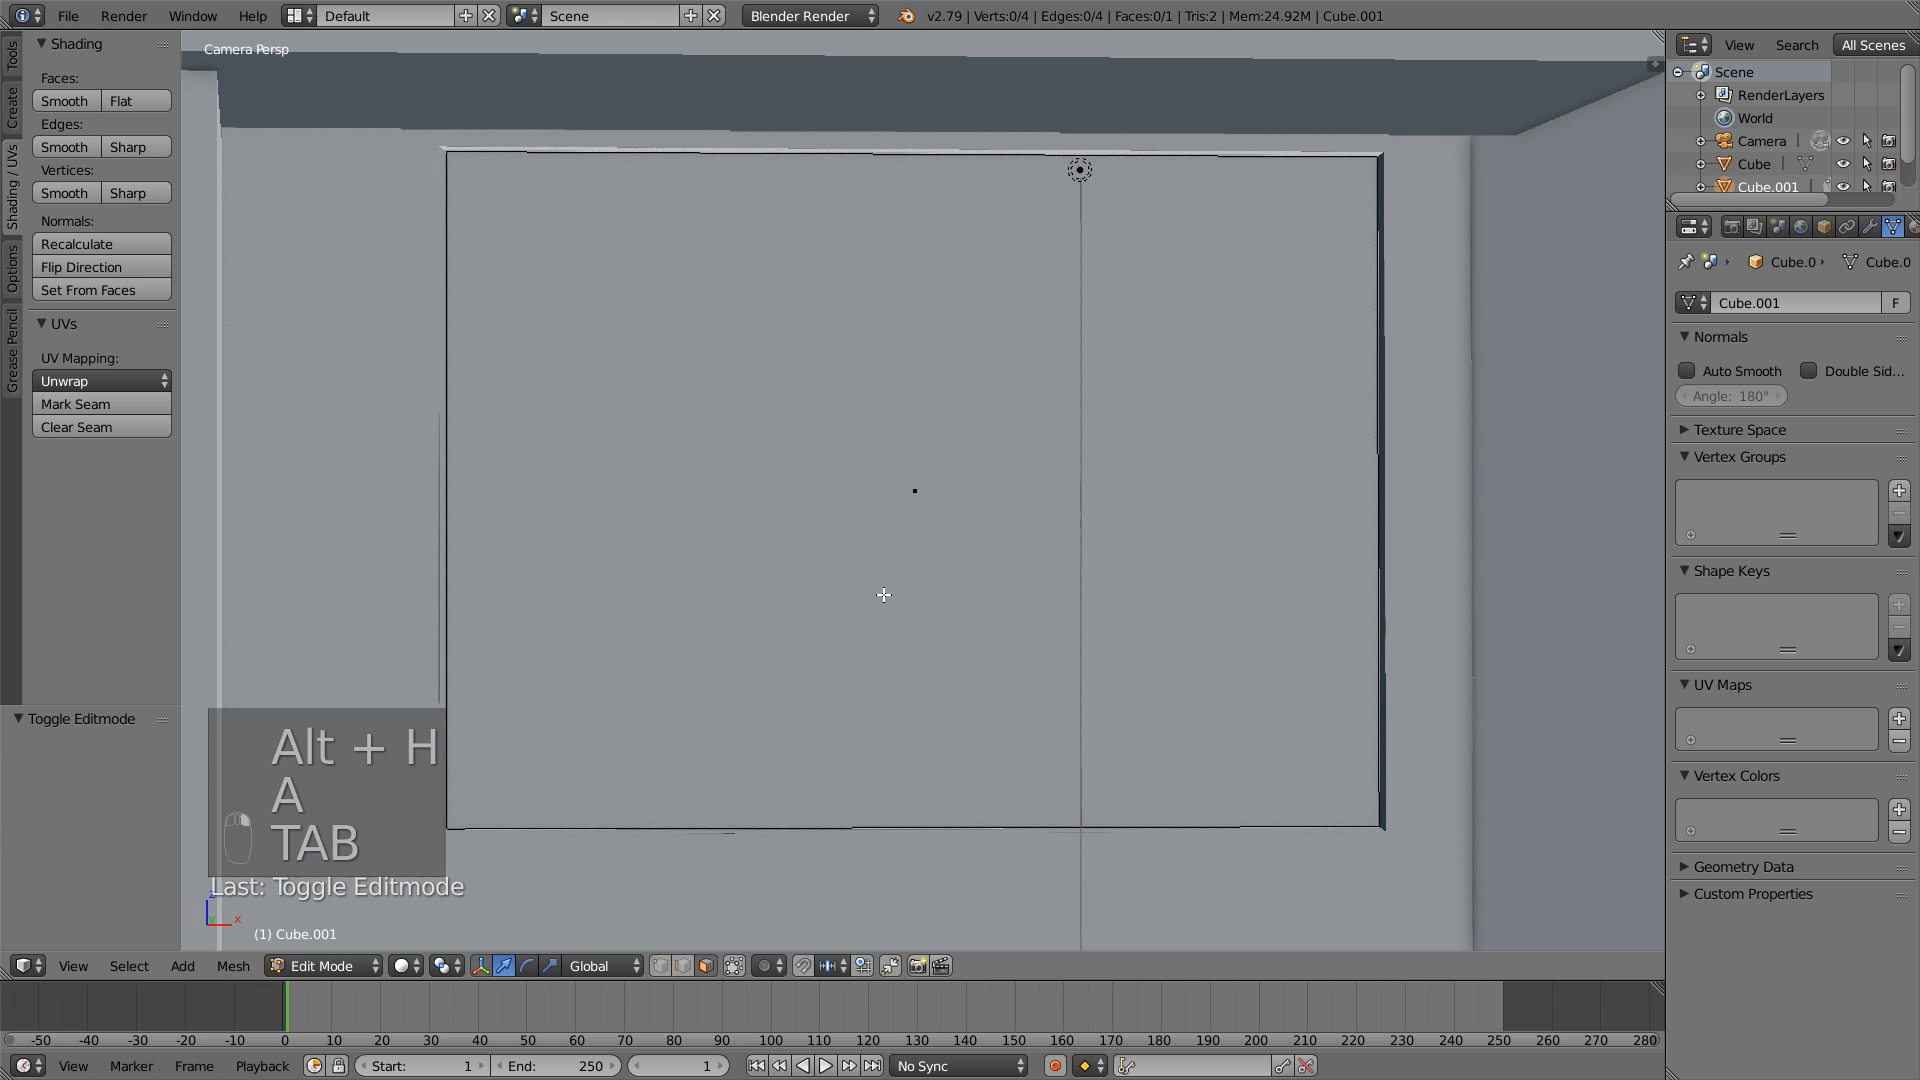 File Render Window Help Default Scene Blender Render v2.79 | Verts:0/4 | Edges:0/4 | Faces:0/1 | Tris:2 | Mem:24.92M | Cube.001
Tools
Create
Shading / UVs
Options
Grease Pencil
Shading
Faces:
Smooth Flat
Edges:
Smooth Sharp
Vertices:
Smooth Sharp
Normals:
Recalculate
Flip Direction
Set From Faces
UVs
UV Mapping:
Unwrap
Mark Seam
Clear Seam
Toggle Editmode
Camera Persp
Alt + H
A
TAB
Last: Toggle Editmode
x
(1) Cube.001
View Select Add Mesh Edit Mode Global
-50 -40 -30 -20 -10 0 10 20 30 40 50 60 70 80 90 100 110 120 130 140 150 160 170 180 190 200 210 220 230 240 250 260 270 280
View Marker Frame Playback Start: 1 End: 250 1 No Sync
View Search All Scenes
Scene
RenderLayers
World
Camera
Cube
Cube.001
Cube.0 Cube.0
Cube.001 F
Normals
Auto Smooth Double Sid...
Angle: 180°
Texture Space
Vertex Groups
Shape Keys
UV Maps
Vertex Colors
Geometry Data
Custom Properties